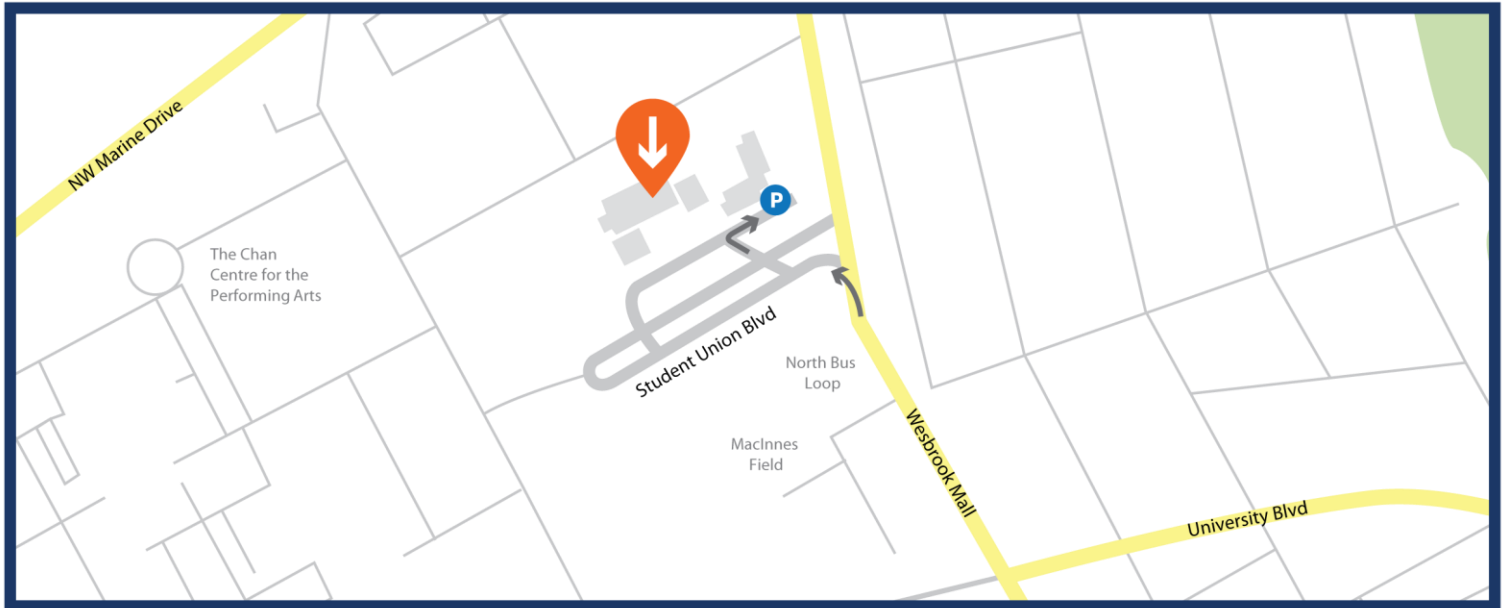 NW Marine Drive
P
The Chan
Centre for the
Performing Arts
Student Union Blvd
North Bus
Loop
MacInnes
Field
Wesbrook Mall
University Blvd